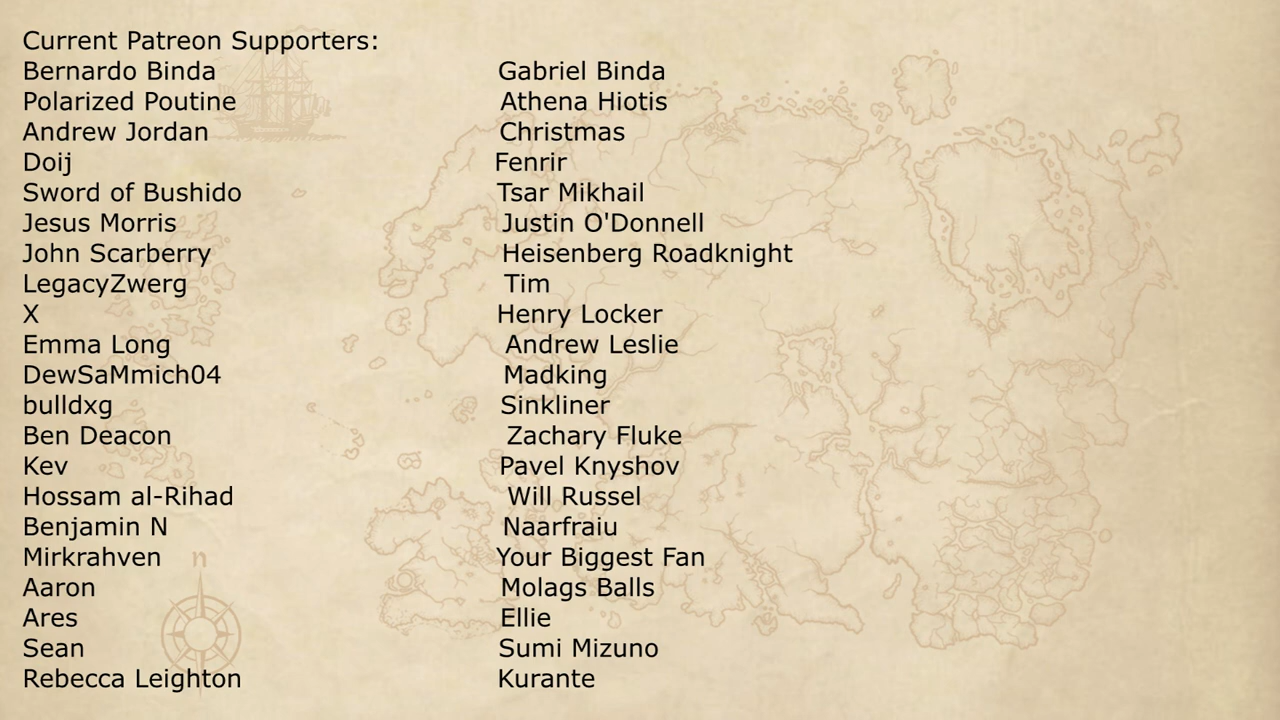 Current Patreon Supporters:
Bernardo Binda Gabriel Binda
Polarized Poutine Athena Hiotis
Andrew Jordan Christmas
Doij Fenrir
Sword of Bushido Tsar Mikhail
Jesus Morris Justin O'Donnell
John Scarberry Heisenberg Roadknight
LegacyZwerg Tim
X Henry Locker
Emma Long Andrew Leslie
DewSaMmich04 Madking
bulldxg Sinkliner
Ben Deacon Zachary Fluke
Kev Pavel Knyshov
Hossam al-Rihad Will Russel
Benjamin N Naarfraiu
Mirkrahven Your Biggest Fan
n
Aaron Molags Balls
Ares Ellie
Sean Sumi Mizuno
Rebecca Leighton Kurante